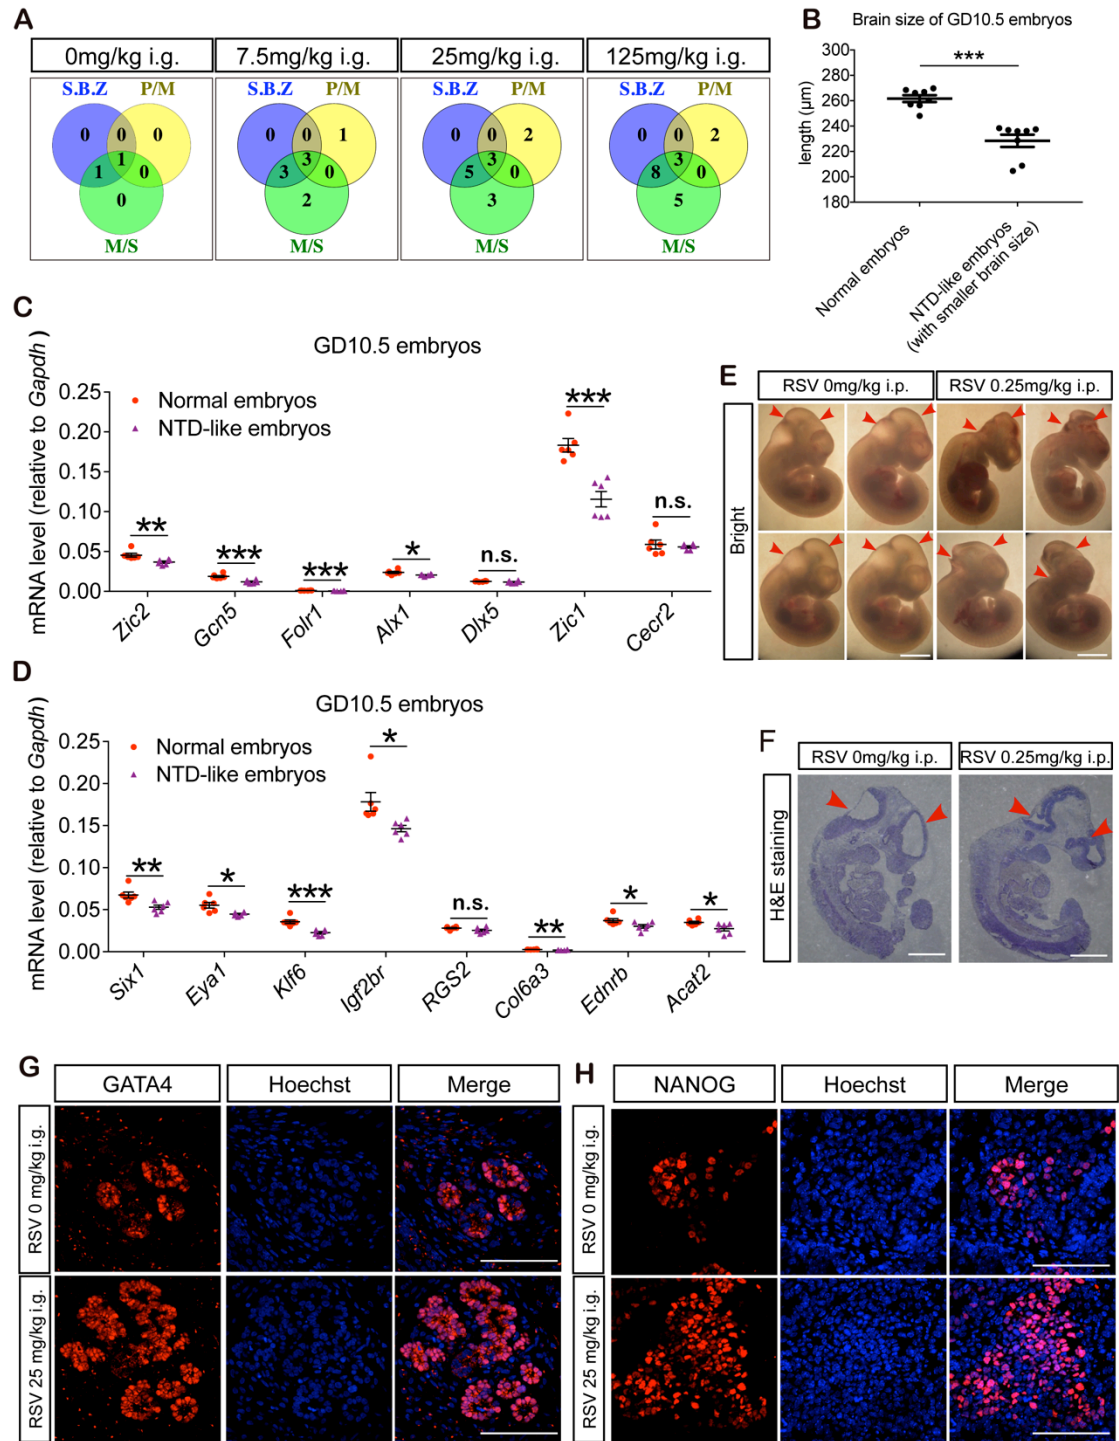 A
0mg/kg i.g.
7.5mg/kg i.g.
25mg/kg i.g.
125mg/kg i.g.
S.B.Z P/M
0 0 0
1
1 0
0
M/S
S.B.Z P/M
0 0 1
3
3 0
2
M/S
S.B.Z P/M
0 0 2
3
5 0
3
M/S
S.B.Z P/M
0 0 2
3
8 0
5
M/S
B
Brain size of GD10.5 embryos
length (μm)
300
280
260
240
220
200
180
***
Normal embryos
NTD-like embryos
(with smaller brain size)
C
GD10.5 embryos
mRNA level (relative to Gapdh )
0.25
0.20
0.15
0.10
0.05
0.00
Normal embryos
NTD-like embryos
**
***
***
*
n.s.
***
n.s.
Zic2
Gcn5
Folr1
Alx1
Dlx5
Zic1
Cecr2
D
GD10.5 embryos
mRNA level (relative to Gapdh )
0.25
0.20
0.15
0.10
0.05
0.00
Normal embryos
NTD-like embryos
**
*
***
*
n.s.
**
*
*
Six1
Eya1
Klf6
Igf2br
RGS2
Col6a3
Ednrb
Acat2
E
RSV 0mg/kg i.p.
RSV 0.25mg/kg i.p.
Bright
F
RSV 0mg/kg i.p.
RSV 0.25mg/kg i.p.
H&E staining
G
GATA4
Hoechst
Merge
RSV 0 mg/kg i.g.
RSV 25 mg/kg i.g.
H
NANOG
Hoechst
Merge
RSV 0 mg/kg i.g.
RSV 25 mg/kg i.g.